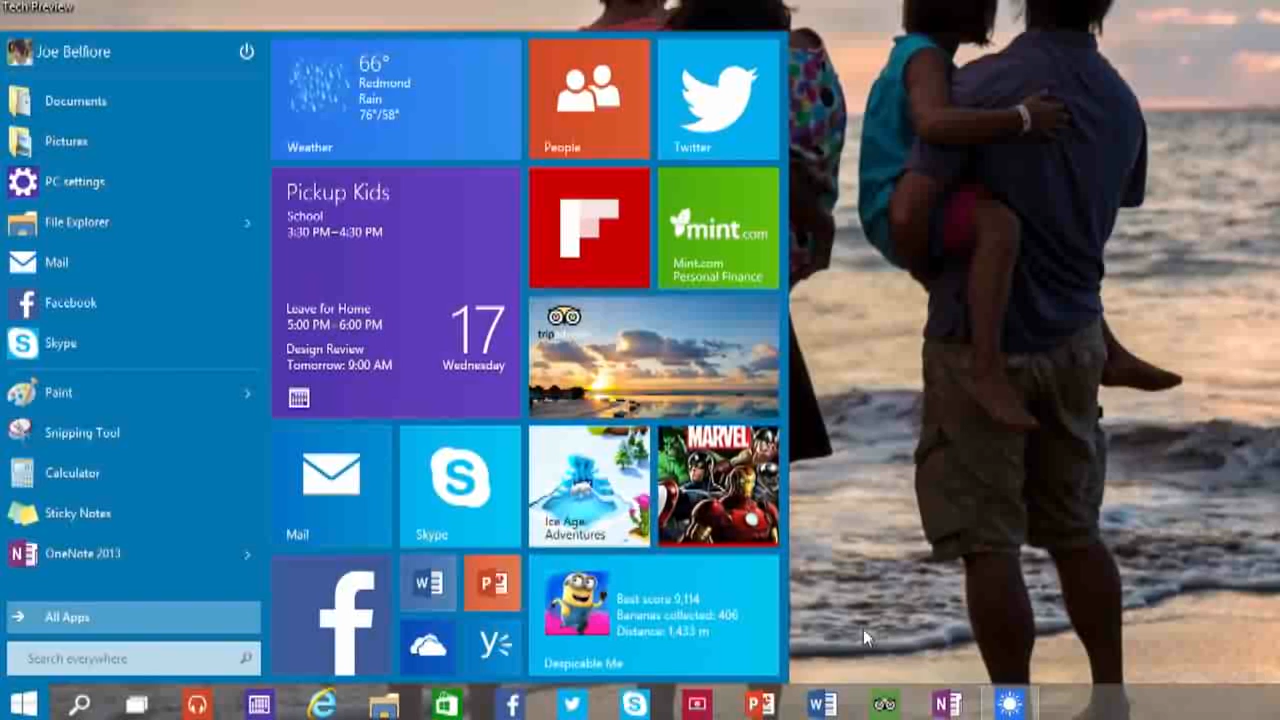 Tech Preview
Joe Belfiore
Documents
Pictures
PC settings
File Explorer
Mail
Facebook
Skype
Paint
Snipping Tool
Calculator
Sticky Notes
OneNote 2013
All Apps
Search everywhere
66°
Redmond
Rain
76°/58°
Weather
People
Twitter
Pickup Kids
School
3:30 PM–4:30 PM
Leave for Home
5:00 PM–6:00 PM
Design Review
Tomorrow: 9:00 AM
17
Wednesday
mint.com
Mint.com
Personal Finance
trip
Mail
Skype
Ice Age
Adventures
MARVEL
Best score 9,114
Bananas collected: 406
Distance: 1,433 m
Despicable Me